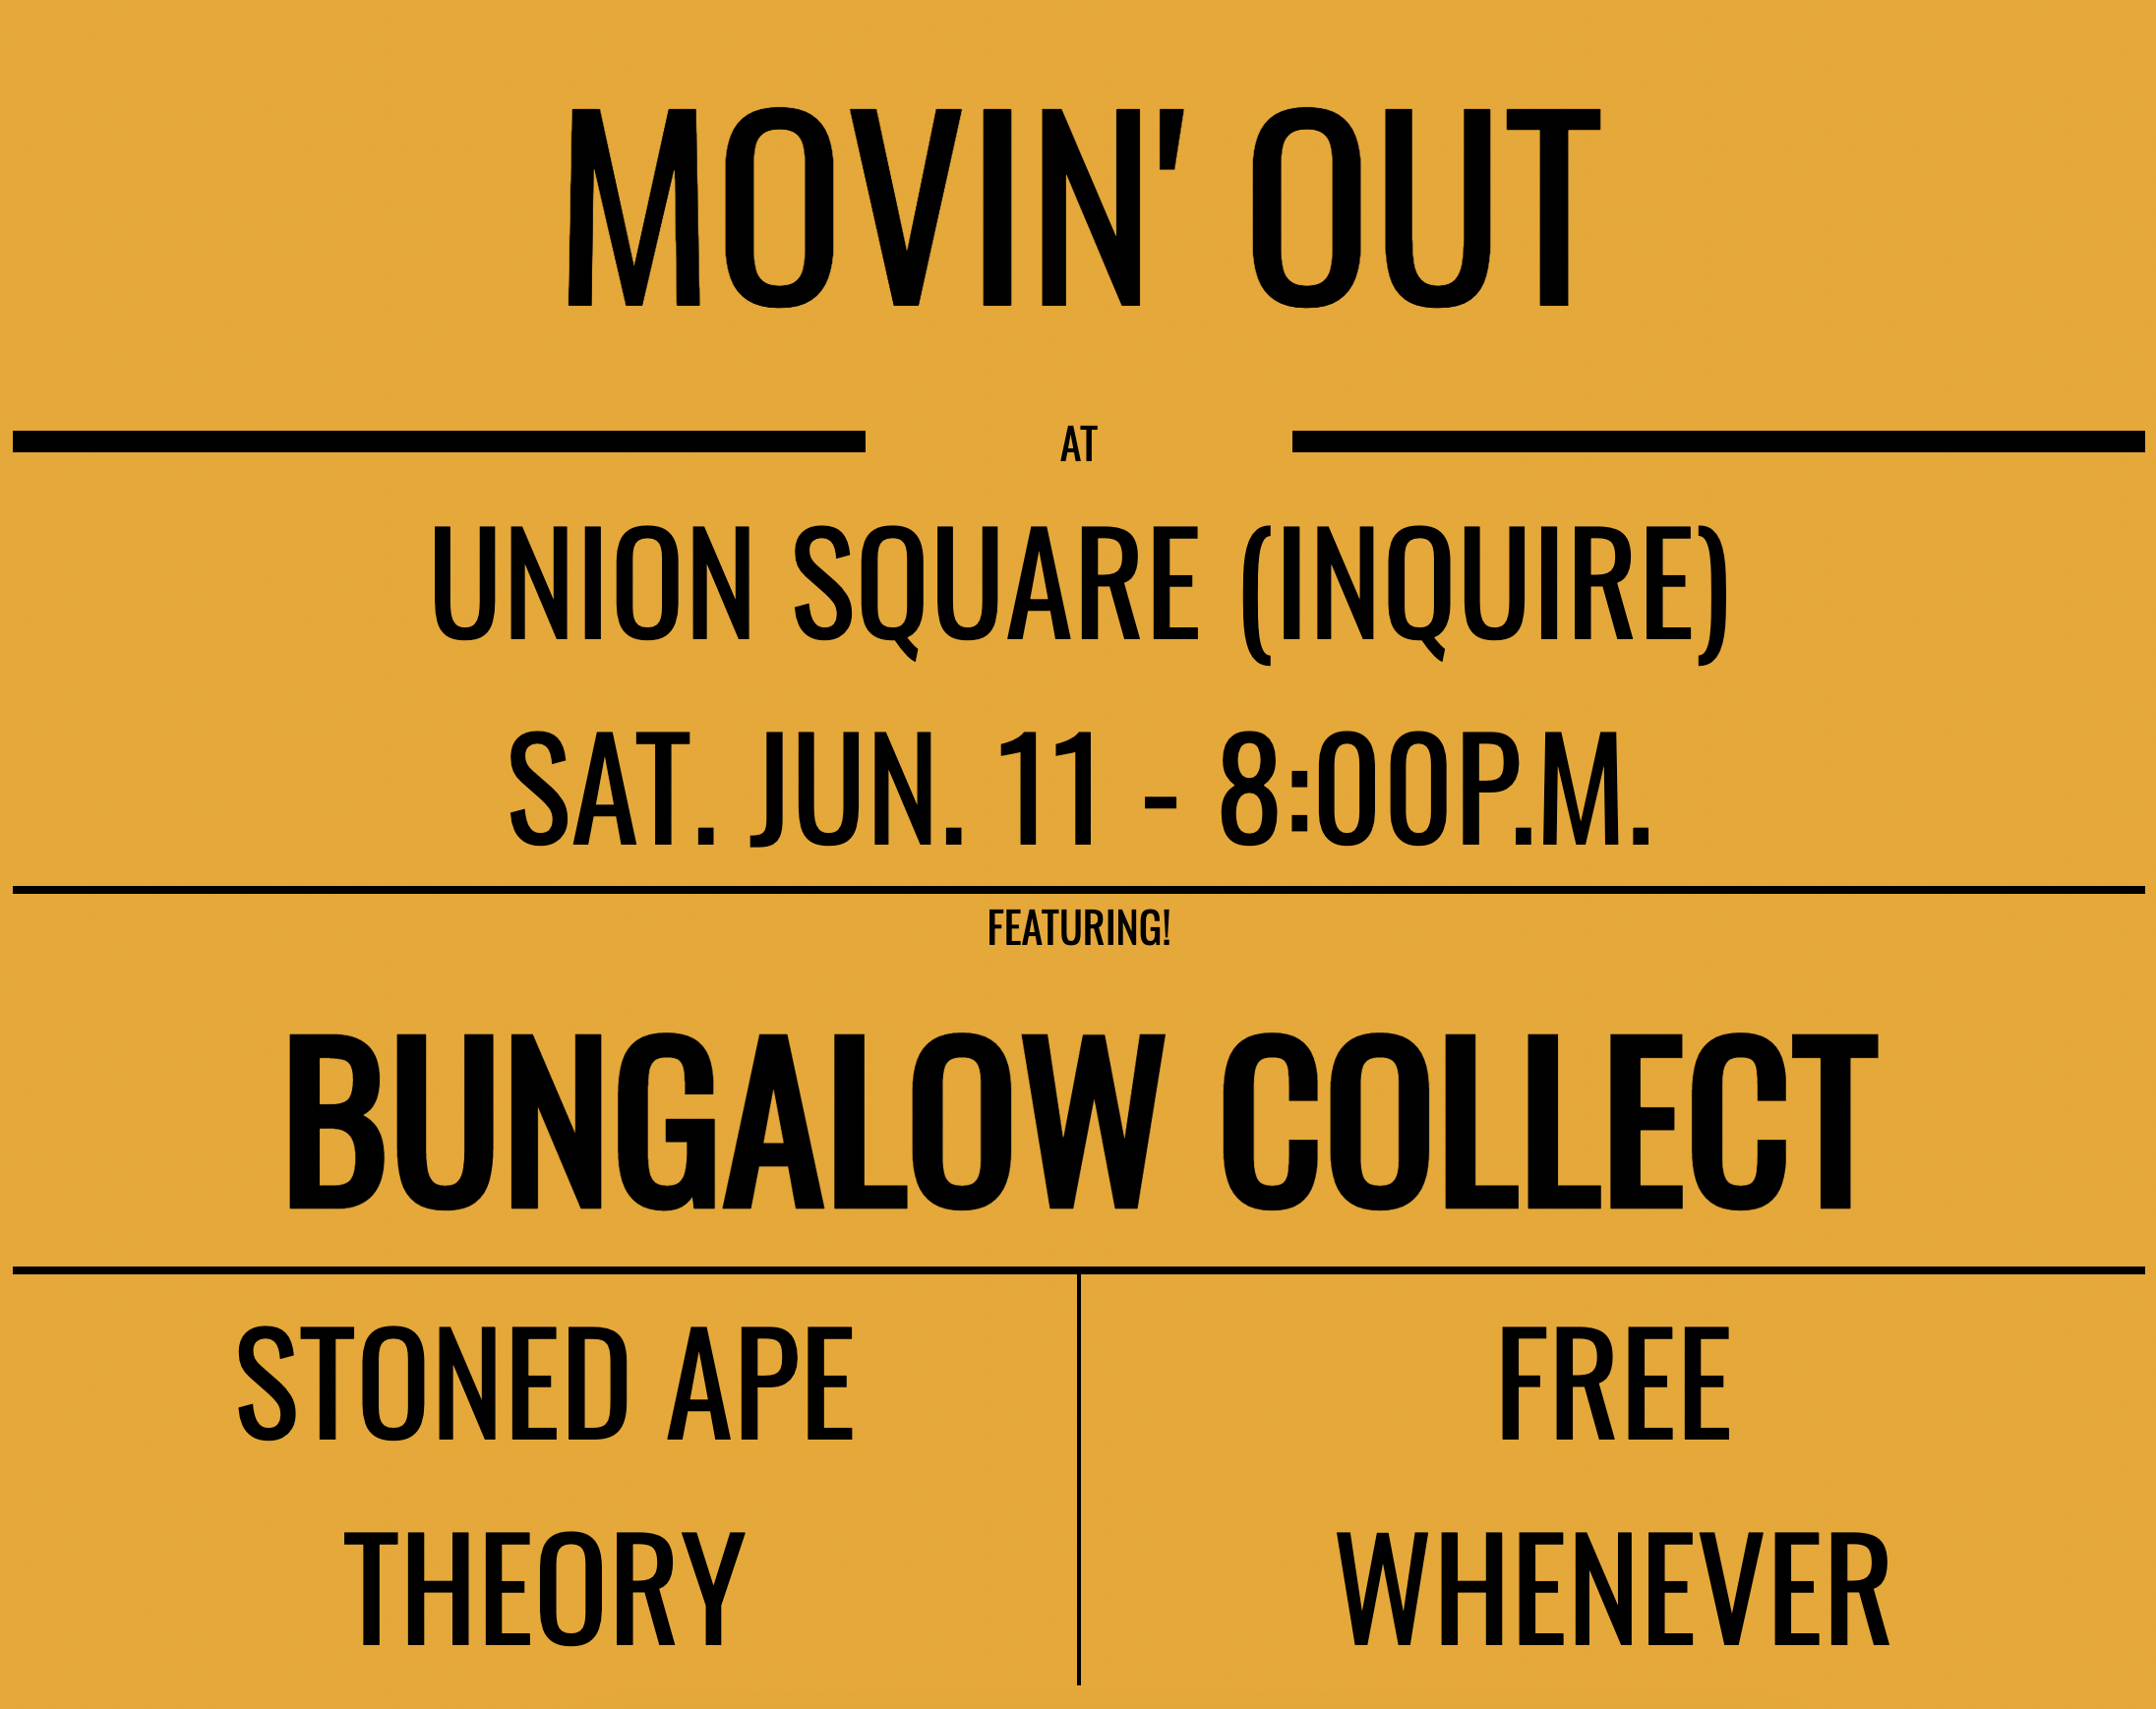 MOVIN' OUT
AT
UNION SQUARE (INQUIRE)
SAT. JUN. 11 - 8:00P.M.
FEATURING!
BUNGALOW COLLECT
STONED APE
THEORY
FREE
WHENEVER